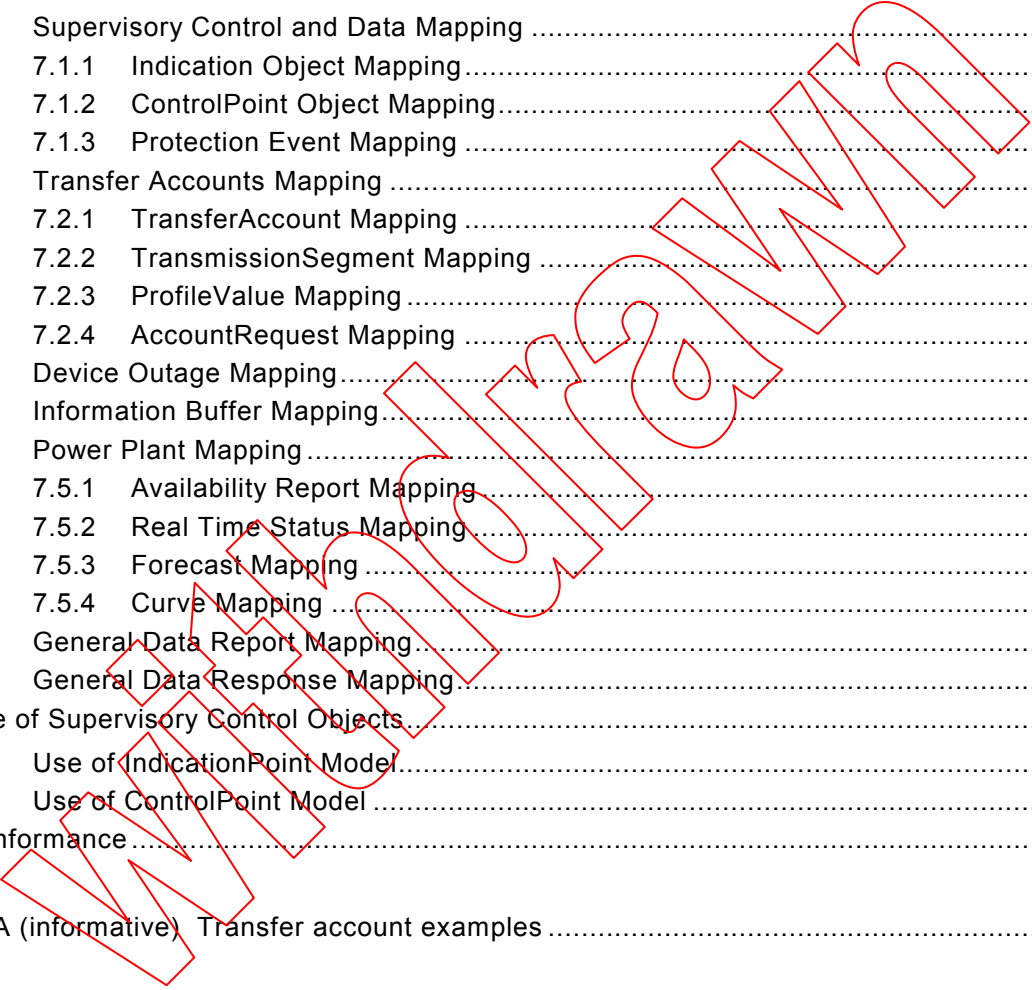 Supervisory Control and Data Mapping
7.1.1 Indication Object Mapping
7.1.2 ControlPoint Object Mapping
7.1.3 Protection Event Mapping
Transfer Accounts Mapping
7.2.1 TransferAccount Mapping
7.2.2 TransmissionSegment Mapping
7.2.3 ProfileValue Mapping
7.2.4 AccountRequest Mapping
Device Outage Mapping
Information Buffer Mapping
Power Plant Mapping
7.5.1 Availability Report Mapping
7.5.2 Real Time Status Mapping
7.5.3 Forecast Mapping
7.5.4 Curve Mapping
General Data Report Mapping
General Data Response Mapping
e of Supervisory Control Objects
Use of IndicationPoint Model
Use of ControlPoint Model
nformance
A (informative) Transfer account examples
withdrawn